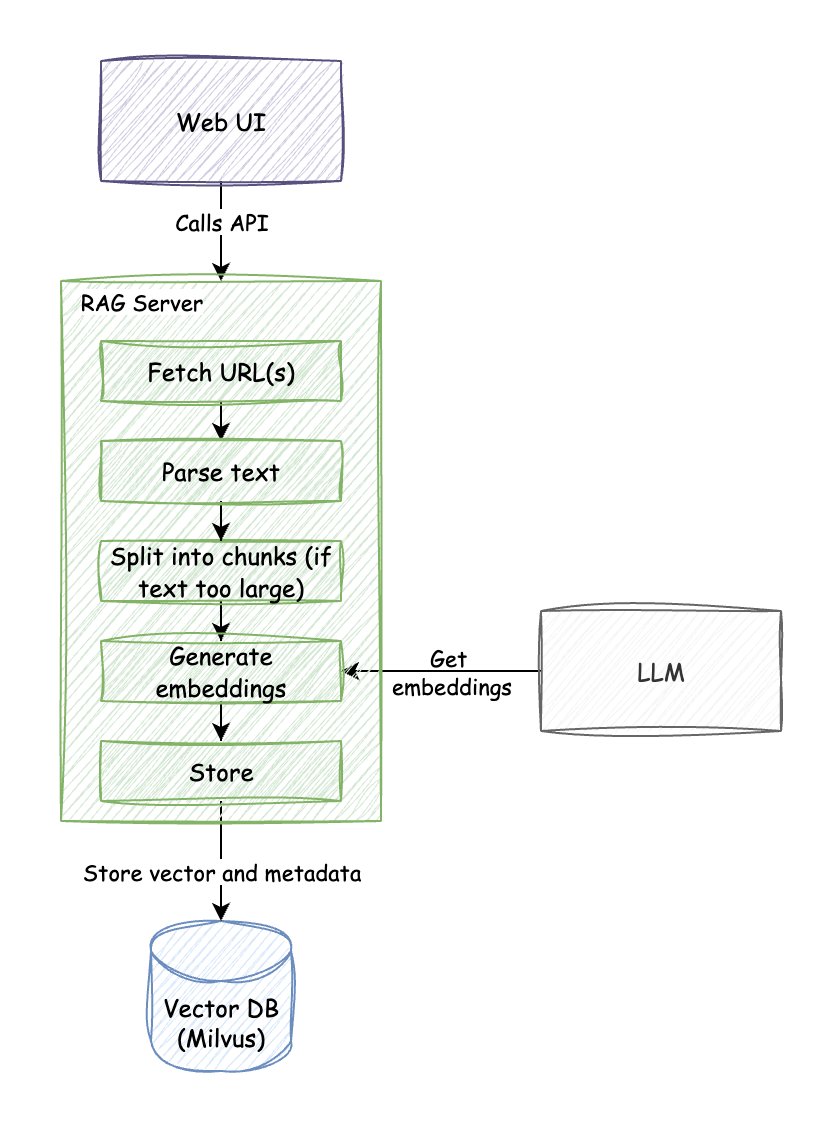 Web UI
Calls API
RAG Server
Fetch URL(s)
Parse text
Split into chunks (if
text too large)
Generate
embeddings
Get
embeddings
LLM
Store
Store vector and metadata
Vector DB
(Milvus)